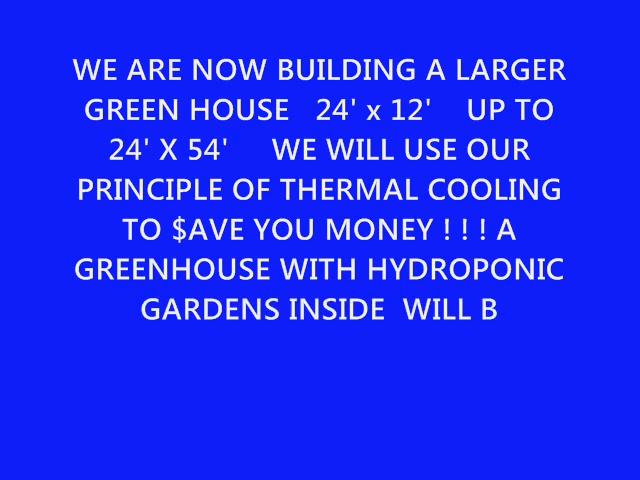 WE ARE NOW BUILDING A LARGER
GREEN HOUSE   24' x 12'    UP TO
24' X 54'     WE WILL USE OUR
PRINCIPLE OF THERMAL COOLING
TO $AVE YOU MONEY ! ! ! A
GREENHOUSE WITH HYDROPONIC
GARDENS INSIDE  WILL B